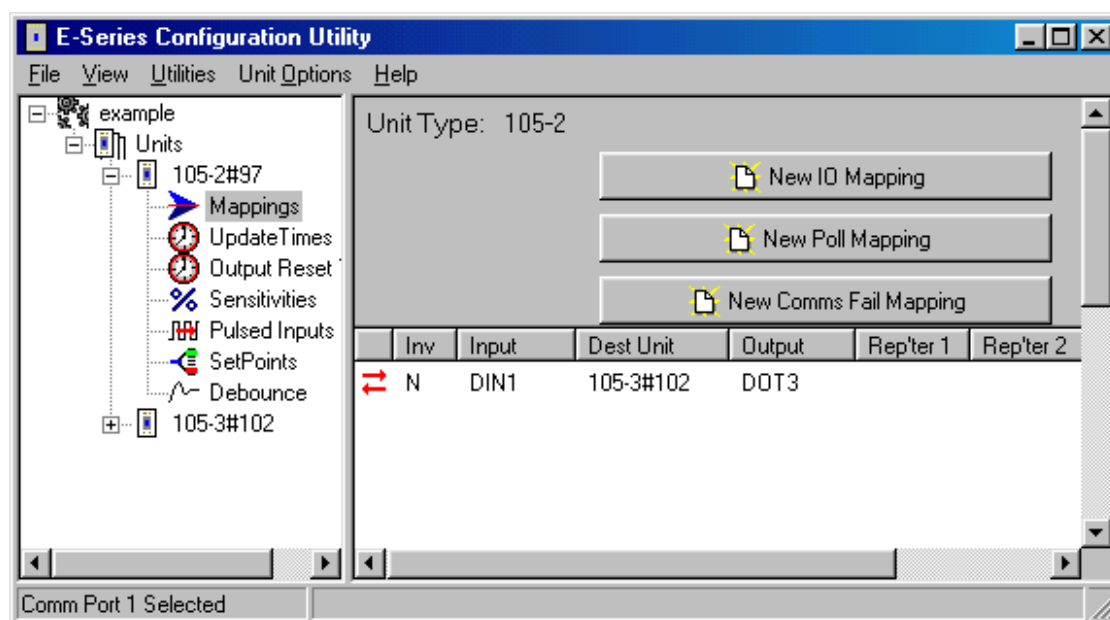 E-Series Configuration Utility
File View Utilities Unit Options Help
example
Units
105-2#97
Mappings
UpdateTimes
Output Reset
Sensitivities
Pulsed Inputs
SetPoints
Debounce
105-3#102
Unit Type: 105-2
New IO Mapping
New Poll Mapping
New Comms Fail Mapping
Inv Input Dest Unit Output Rep'ter 1 Rep'ter 2
N DIN1 105-3#102 DOT3
Comm Port 1 Selected